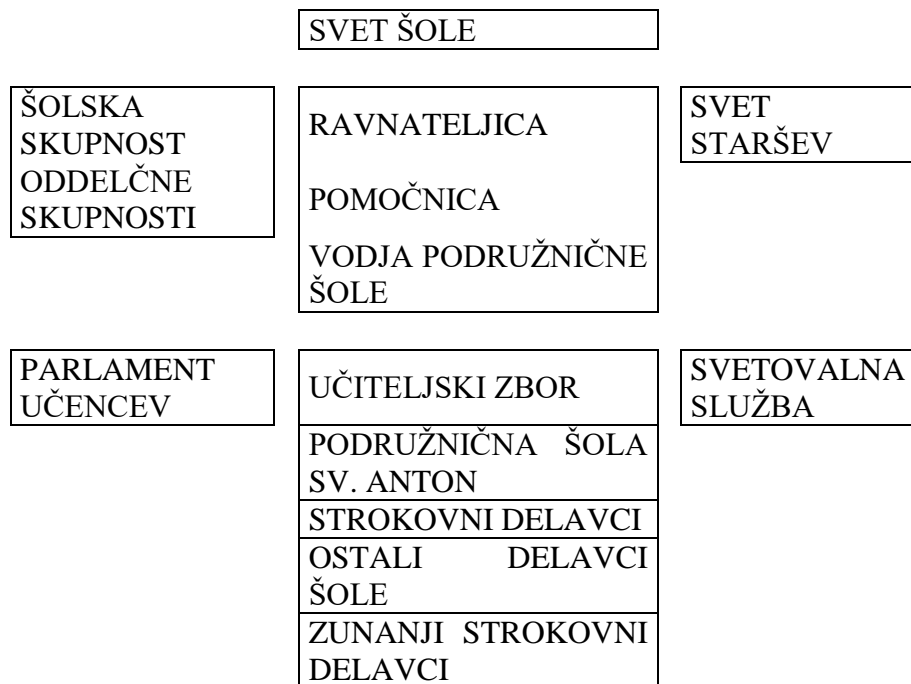 SVET ŠOLE
ŠOLSKA
SKUPNOST
ODDELČNE
SKUPNOSTI
RAVNATELJICA
POMOČNICA
VODJA PODRUŽNIČNE
ŠOLE
SVET
STARŠEV
PARLAMENT
UČENCEV
UČITELJSKI ZBOR
PODRUŽNIČNA ŠOLA
SV. ANTON
STROKOVNI DELAVCI
OSTALI DELAVCI
ŠOLE
ZUNANJI STROKOVNI
DELAVCI
SVETOVALNA
SLUŽBA